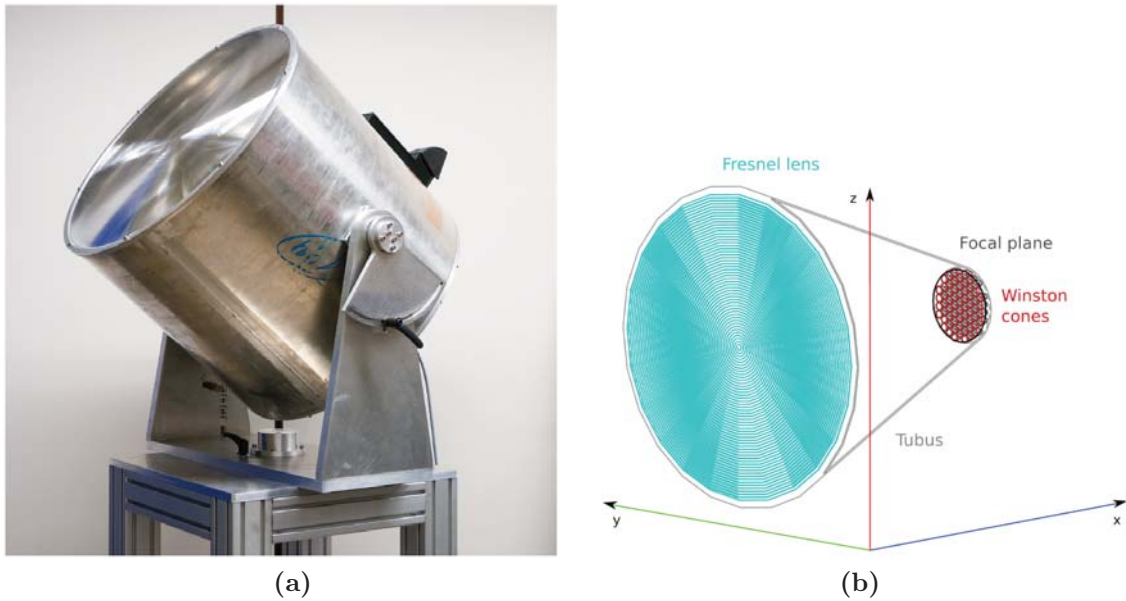 Fresnel lens
z
Focal plane
Winston
cones
Tubus
y
x
(a)
(b)